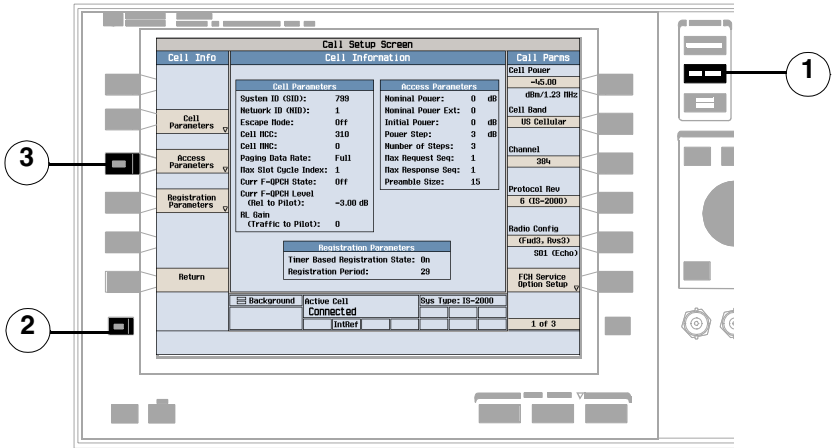 Call Setup Screen
Cell Info
Cell Information
Call Parms
Cell Parameters
Access Parameters
Registration Parameters
Return
Cell Parameters
System ID (SID): 799
Network ID (NID): 1
Escape Mode: Off
Cell MCC: 310
Cell MNC: 0
Paging Data Rate: Full
Max Slot Cycle Index: 1
Curr F-QPCH State: Off
Curr F-QPCH Level
(Rel to Pilot): -3.00 dB
RL Gain
(Traffic to Pilot): 0
Access Parameters
Nominal Power: 0 dB
Nominal Power Ext: 0
Initial Power: 0 dB
Power Step: 3 dB
Number of Steps: 3
Max Request Seq: 1
Max Response Seq: 1
Preamble Size: 15
Registration Parameters
Timer Based Registration State: On
Registration Period: 29
Cell Power
-45.00
dBm/1.23 MHz
Cell Band
US Cellular
Channel
384
Protocol Rev
6 (IS-2000)
Radio Config
(Fwd3, Rvs3)
SO1 (Echo)
FCH Service
Option Setup
1 of 3
Background
Active Cell
Connected
Sys Type: IS-2000
IntRef
1
3
2